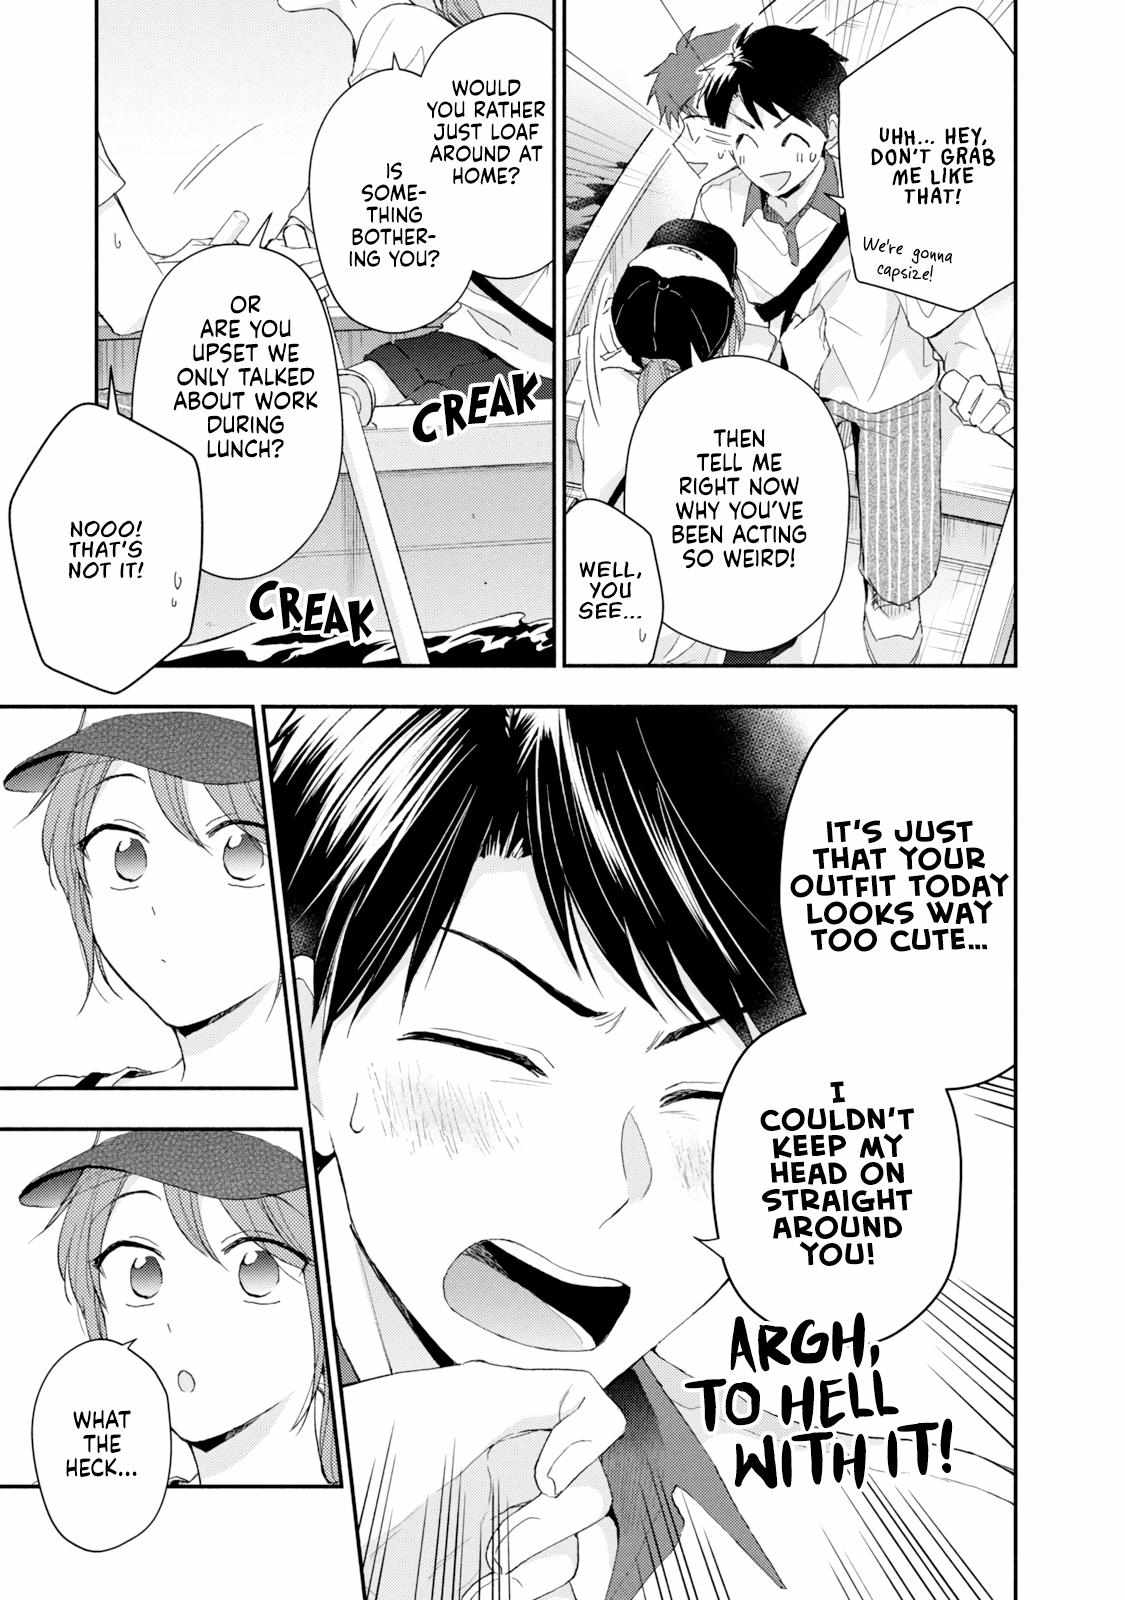 UHH... HEY,
DON'T GRAB
ME LIKE
THAT!
We're gonna
capsize!
THEN
TELL ME
RIGHT NOW
WHY YOU'VE
BEEN ACTING
SO WEIRD!
WELL,
YOU
SEE...
WOULD
YOU RATHER
JUST LOAF
AROUND AT
HOME?
IS
SOME-
THING
BOTHER-
ING YOU?
CREAK
OR
ARE YOU
UPSET WE
ONLY TALKED
ABOUT WORK
DURING
LUNCH?
CREAK
NOOO!
THAT'S
NOT IT!
IT'S JUST
THAT YOUR
OUTFIT TODAY
LOOKS WAY
TOO CUTE...
I
COULDN'T
KEEP MY
HEAD ON
STRAIGHT
AROUND
YOU!
ARGH,
TO HELL
WITH IT!
WHAT
THE
HECK...